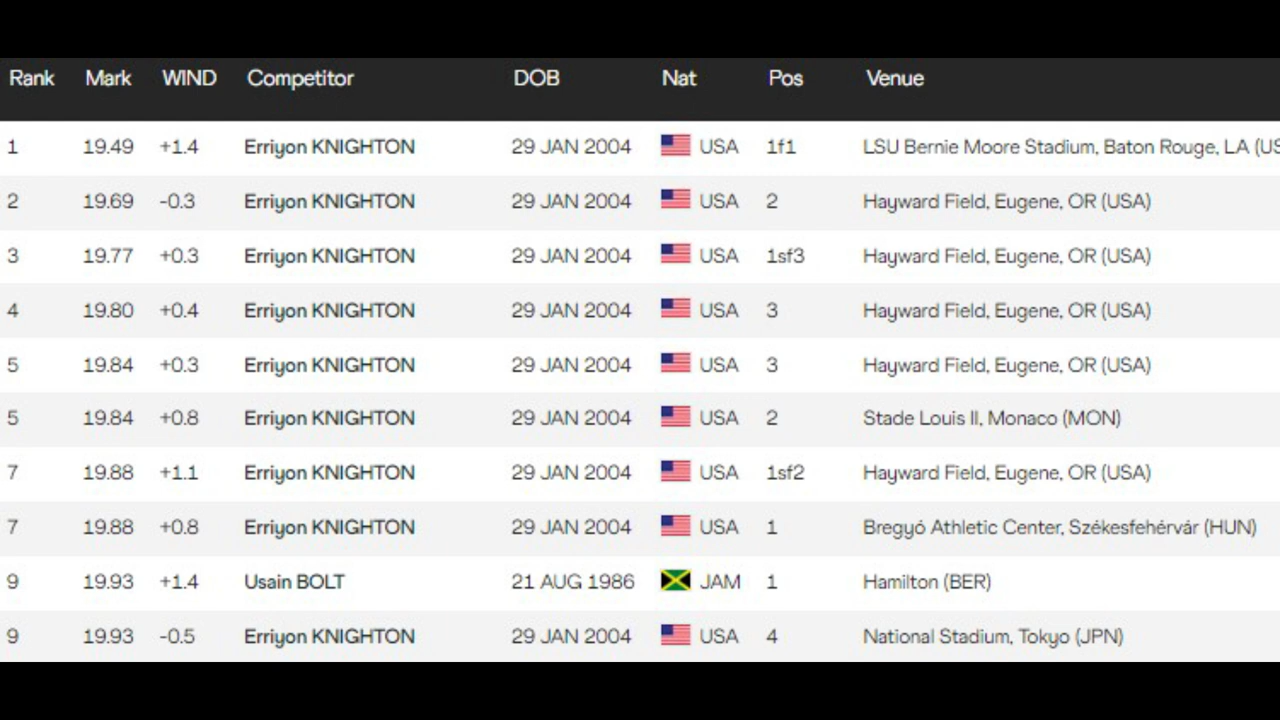 Rank Mark WIND Competitor DOB Nat Pos Venue
1 19.49 +1.4 Erriyon KNIGHTON 29 JAN 2004 USA 1f1 LSU Bernie Moore Stadium, Baton Rouge, LA (US
2 19.69 -0.3 Erriyon KNIGHTON 29 JAN 2004 USA 2 Hayward Field, Eugene, OR (USA)
3 19.77 +0.3 Erriyon KNIGHTON 29 JAN 2004 USA 1sf3 Hayward Field, Eugene, OR (USA)
4 19.80 +0.4 Erriyon KNIGHTON 29 JAN 2004 USA 3 Hayward Field, Eugene, OR (USA)
5 19.84 +0.3 Erriyon KNIGHTON 29 JAN 2004 USA 3 Hayward Field, Eugene, OR (USA)
5 19.84 +0.8 Erriyon KNIGHTON 29 JAN 2004 USA 2 Stade Louis II, Monaco (MON)
7 19.88 +1.1 Erriyon KNIGHTON 29 JAN 2004 USA 1sf2 Hayward Field, Eugene, OR (USA)
7 19.88 +0.8 Erriyon KNIGHTON 29 JAN 2004 USA 1 Bregyó Athletic Center, Székesfehérvár (HUN)
9 19.93 +1.4 Usain BOLT 21 AUG 1986 JAM 1 Hamilton (BER)
9 19.93 -0.5 Erriyon KNIGHTON 29 JAN 2004 USA 4 National Stadium, Tokyo (JPN)